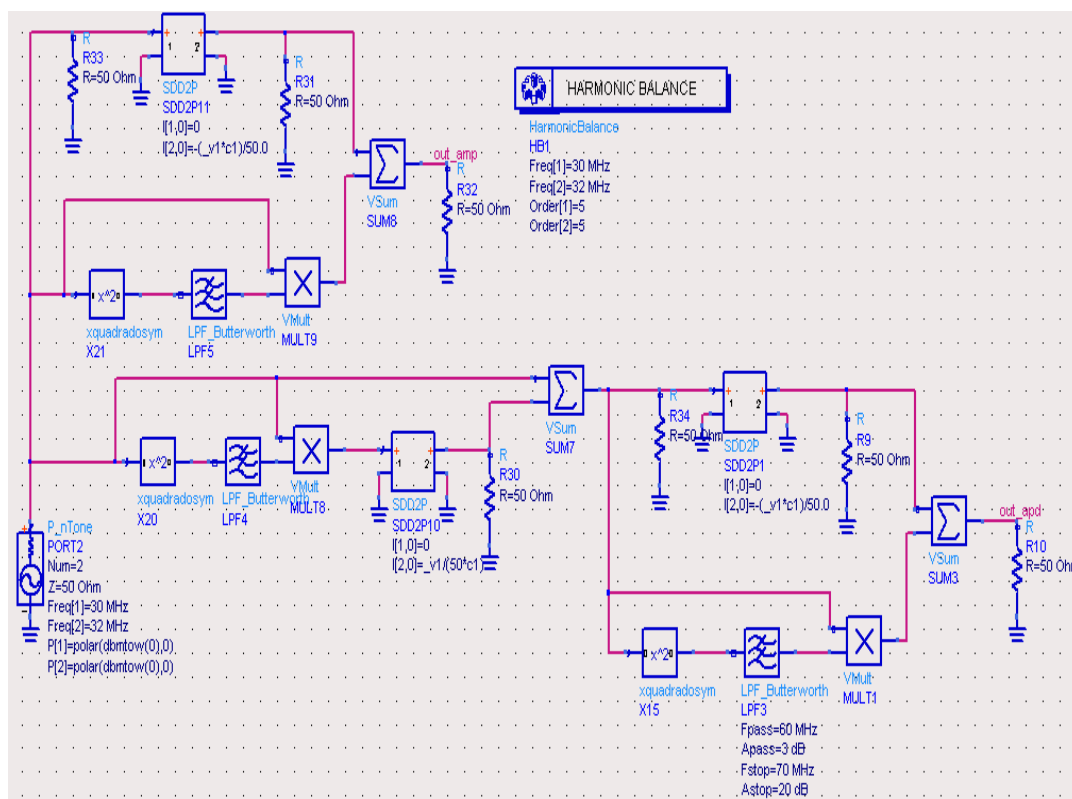 R
R33
R=50 Ohm
1
2
SDD2P
SDD2P11
I[1,0]=0
I[2,0]=-(_v1*c1)/50.0
R
R31
R=50 Ohm
Σ
VSum
SUM8
out_amp
R
R32
R=50 Ohm
HARMONIC BALANCE
HarmonicBalance
HB1
Freq[1]=30 MHz
Freq[2]=32 MHz
Order[1]=5
Order[2]=5
x^2
xquadradosym
X21
LPF_Butterworth
LPF5
X
VMult
MULT9
x^2
xquadradosym
X20
LPF_Butterworth
LPF4
X
VMult
MULT8
1
2
SDD2P
SDD2P10
I[1,0]=0
I[2,0]=_v1/(50*c1)
R
R30
R=50 Ohm
Σ
VSum
SUM7
R
R34
R=50 Ohm
1
2
SDD2P
SDD2P1
I[1,0]=0
I[2,0]=-(_v1*c1)/50.0
R
R9
R=50 Ohm
Σ
VSum
SUM3
out_apd
R
R10
R=50 Ohm
P_nTone
PORT2
Num=2
Z=50 Ohm
Freq[1]=30 MHz
Freq[2]=32 MHz
P[1]=polar(dbmtow(0),0)
P[2]=polar(dbmtow(0),0)
x^2
xquadradosym
X15
LPF_Butterworth
LPF3
Fpass=60 MHz
Apass=3 dB
Fstop=70 MHz
Astop=20 dB
X
VMult
MULT1